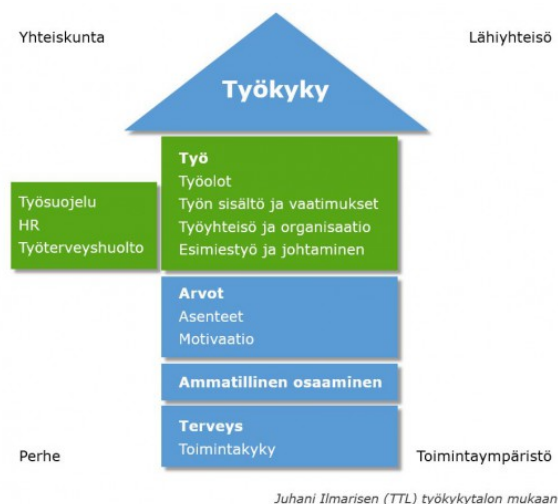 Yhteiskunta
Lähiyhteisö
Työkyky
Työ
Työolot
Työn sisältö ja vaatimukset
Työyhteisö ja organisaatio
Esimiestyö ja johtaminen
Työsuojelu
HR
Työterveyshuolto
Arvot
Asenteet
Motivaatio
Ammatillinen osaaminen
Terveys
Toimintakyky
Perhe
Toimintaympäristö
Juhani Ilmarisen (TTL) työkykytalon mukaan